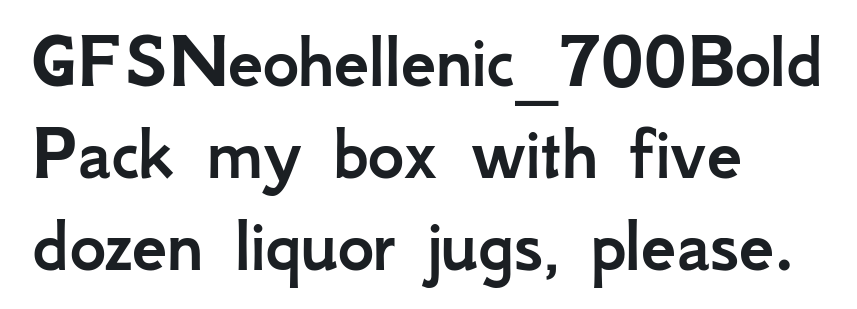 GFSNeohellenic_700Bold
Pack my box with five
dozen liquor jugs, please.